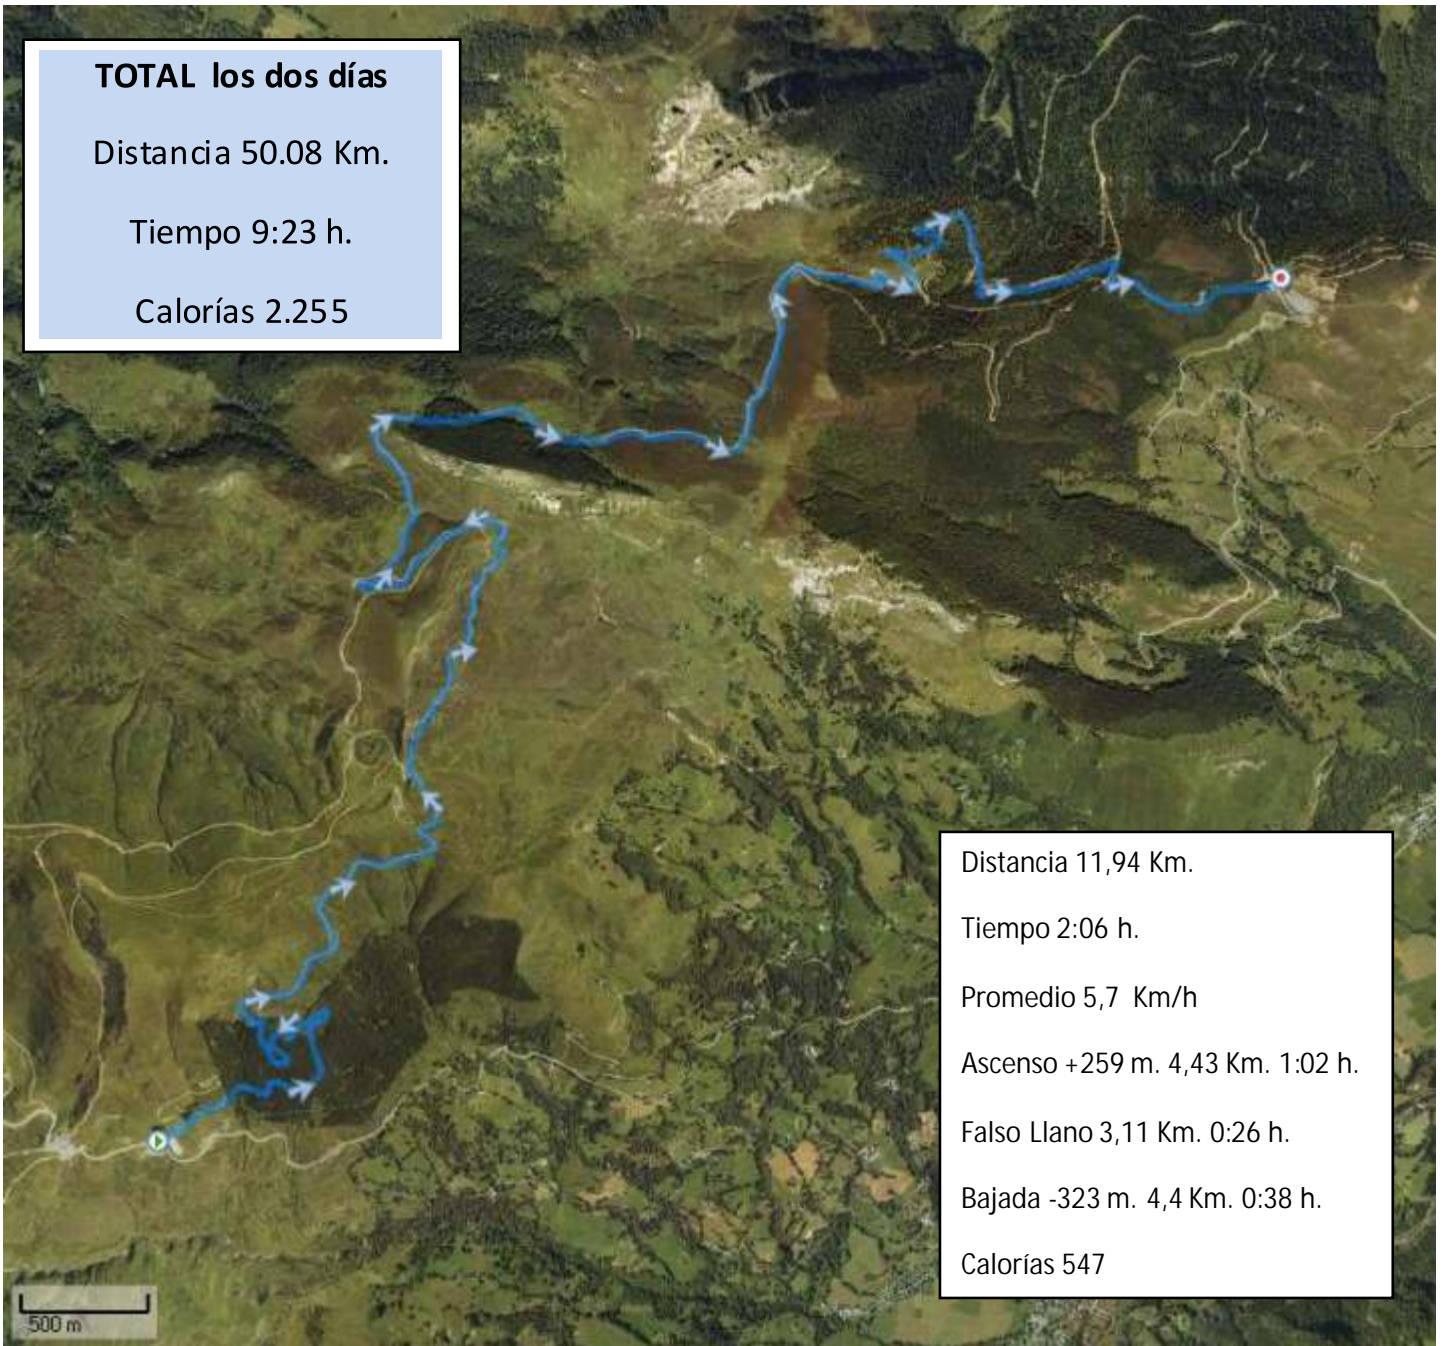 TOTAL los dos días
Distancia 50.08 Km.
Tiempo 9:23 h.
Calorías 2.255
Distancia 11,94 Km.
Tiempo 2:06 h.
Promedio 5,7 Km/h
Ascenso +259 m. 4,43 Km. 1:02 h.
Falso Llano 3,11 Km. 0:26 h.
Bajada -323 m. 4,4 Km. 0:38 h.
Calorías 547
500 m